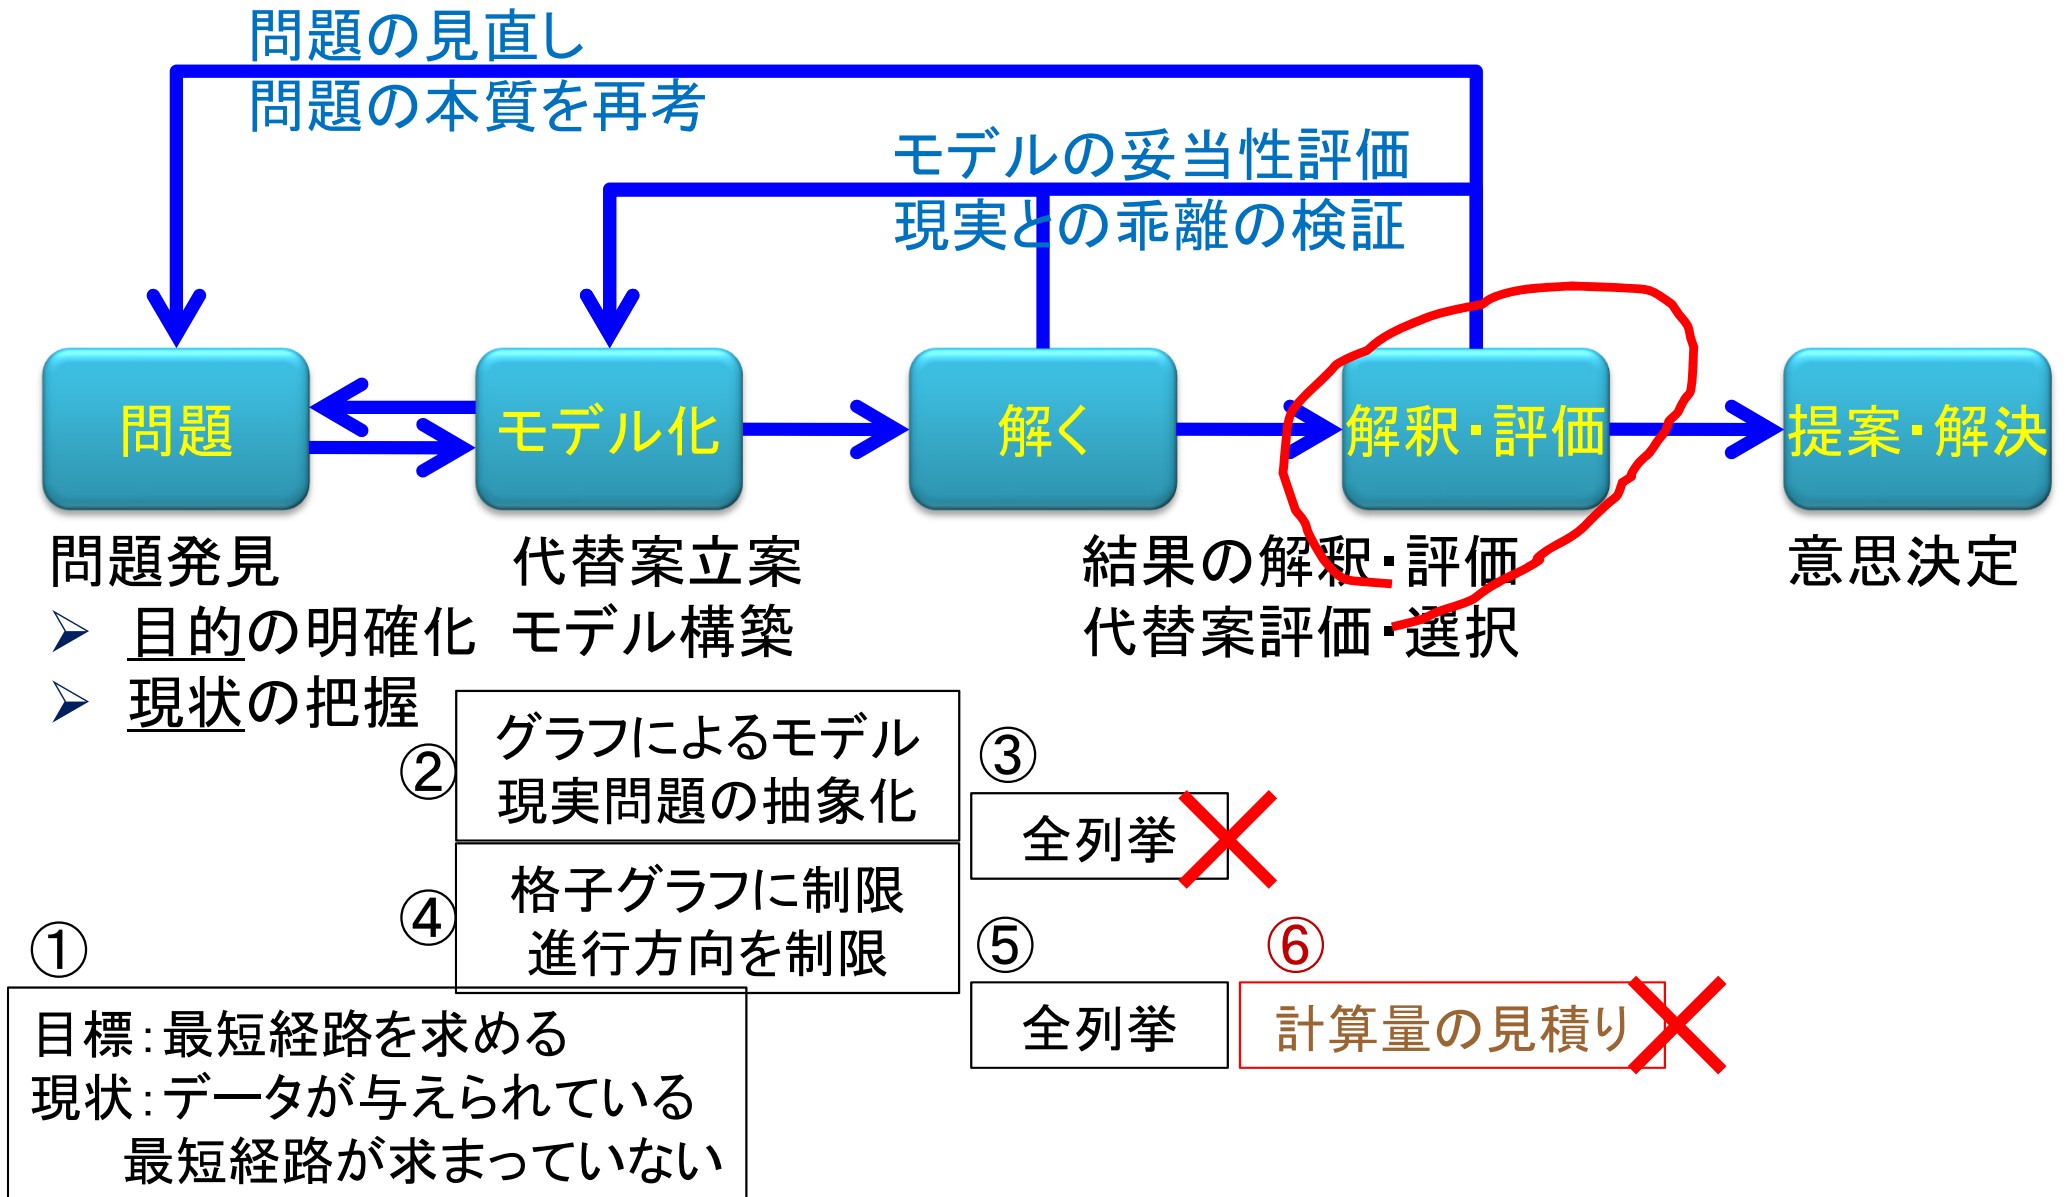 問題の見直し
問題の本質を再考
モデルの妥当性評価
現実との乖離の検証
問題
モデル化
解く
解釈・評価
提案・解決
問題発見
➢ 目的の明確化
➢ 現状の把握
代替案立案
モデル構築
結果の解釈・評価
代替案評価・選択
意思決定
①
目標：最短経路を求める
現状：データが与えられている
最短経路が求まっていない
②
グラフによるモデル
現実問題の抽象化
③
全列挙
④
格子グラフに制限
進行方向を制限
⑤
全列挙
⑥
計算量の見積り